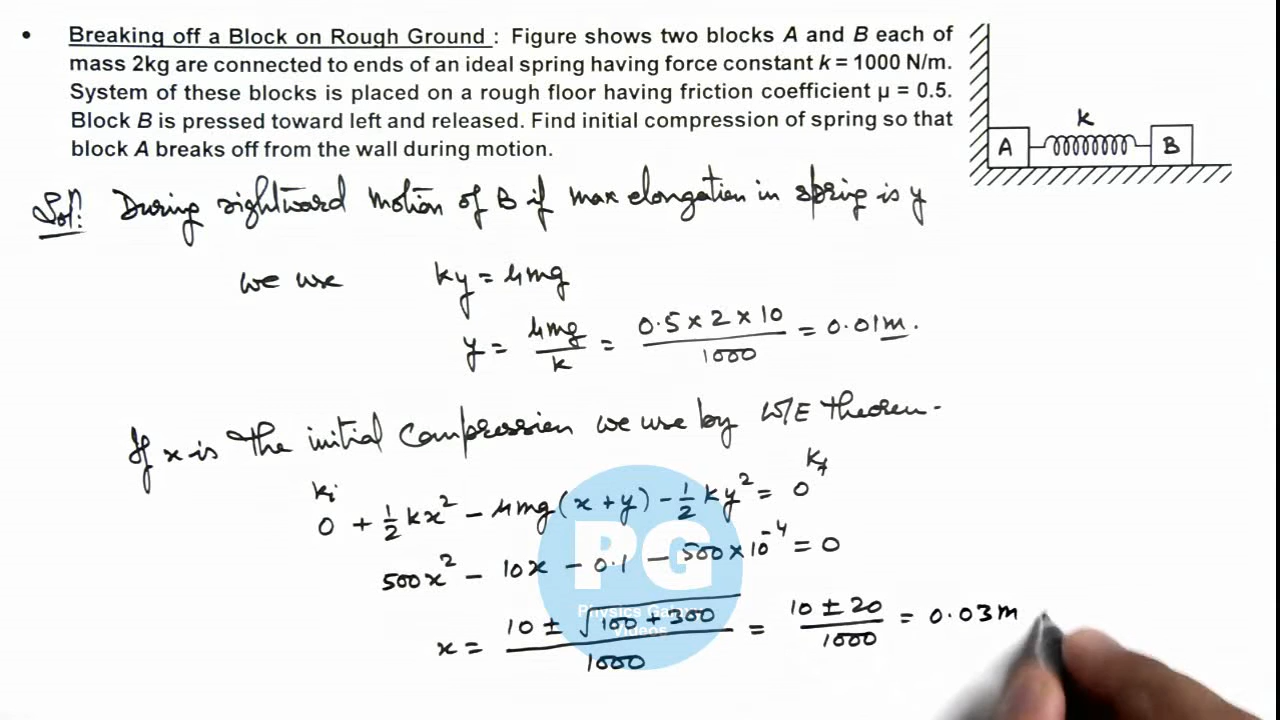 • Breaking off a Block on Rough Ground : Figure shows two blocks A and B each of
mass 2kg are connected to ends of an ideal spring having force constant k = 1000 N/m.
System of these blocks is placed on a rough floor having friction coefficient μ = 0.5.
Block B is pressed toward left and released. Find initial compression of spring so that
block A breaks off from the wall during motion.
k
A B
Sol: During rightward motion of B if max elongation in spring is y
we use ky = μmg
y = μmg/k = 0.5 × 2 × 10/1000 = 0.01m.
If x is the initial compression we use by W/E theorem.
ki kf
0 + 1/2 kx² - μmg(x + y) - 1/2 ky² = 0
500x² - 10x - 0.1 - 500 × 10⁻⁴ = 0
x = 10 ± √100 + 300/1000 = 10 ± 20/1000 = 0.03m
PG
Physics Galaxy
Videos